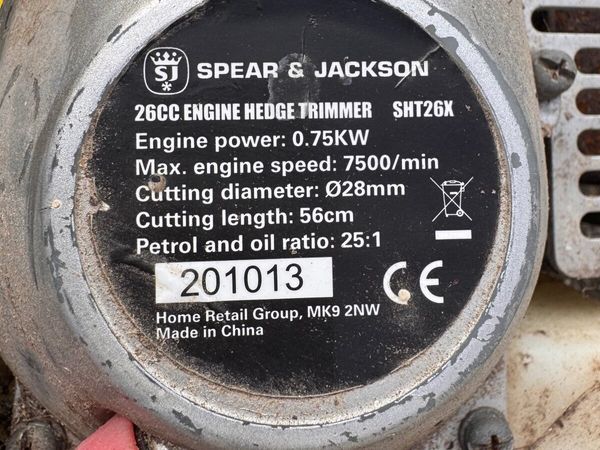 SJ SPEAR & JACKSON
26CC ENGINE HEDGE TRIMMER SHT26X
Engine power: 0.75KW
Max. engine speed: 7500/min
Cutting diameter: Ø28mm
Cutting length: 56cm
Petrol and oil ratio: 25:1
201013
CE
Home Retail Group, MK9 2NW
Made in China